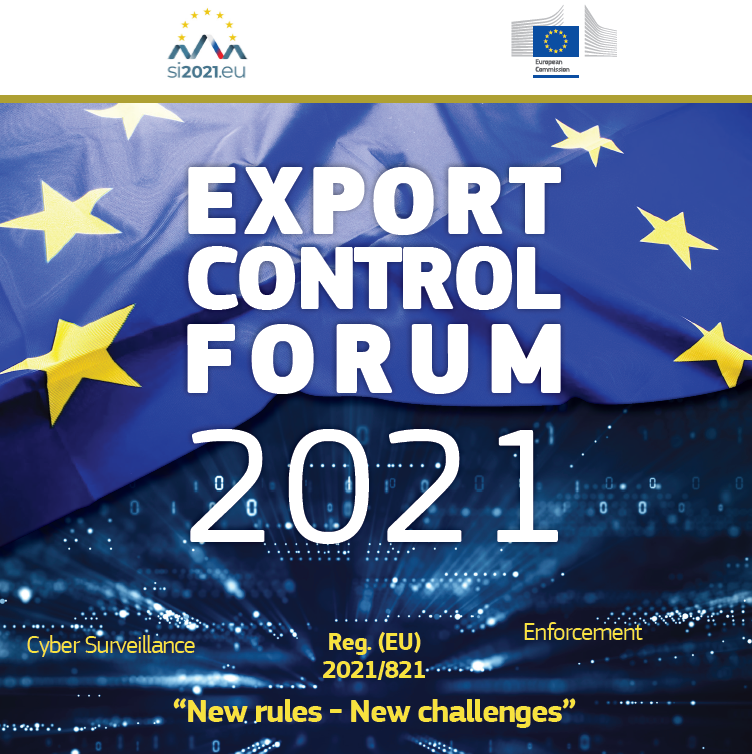 si2021.eu
European
Commission
EXPORT
CONTROL
FORUM
2021
Cyber Surveillance
Reg. (EU)
2021/821
Enforcement
“New rules – New challenges”